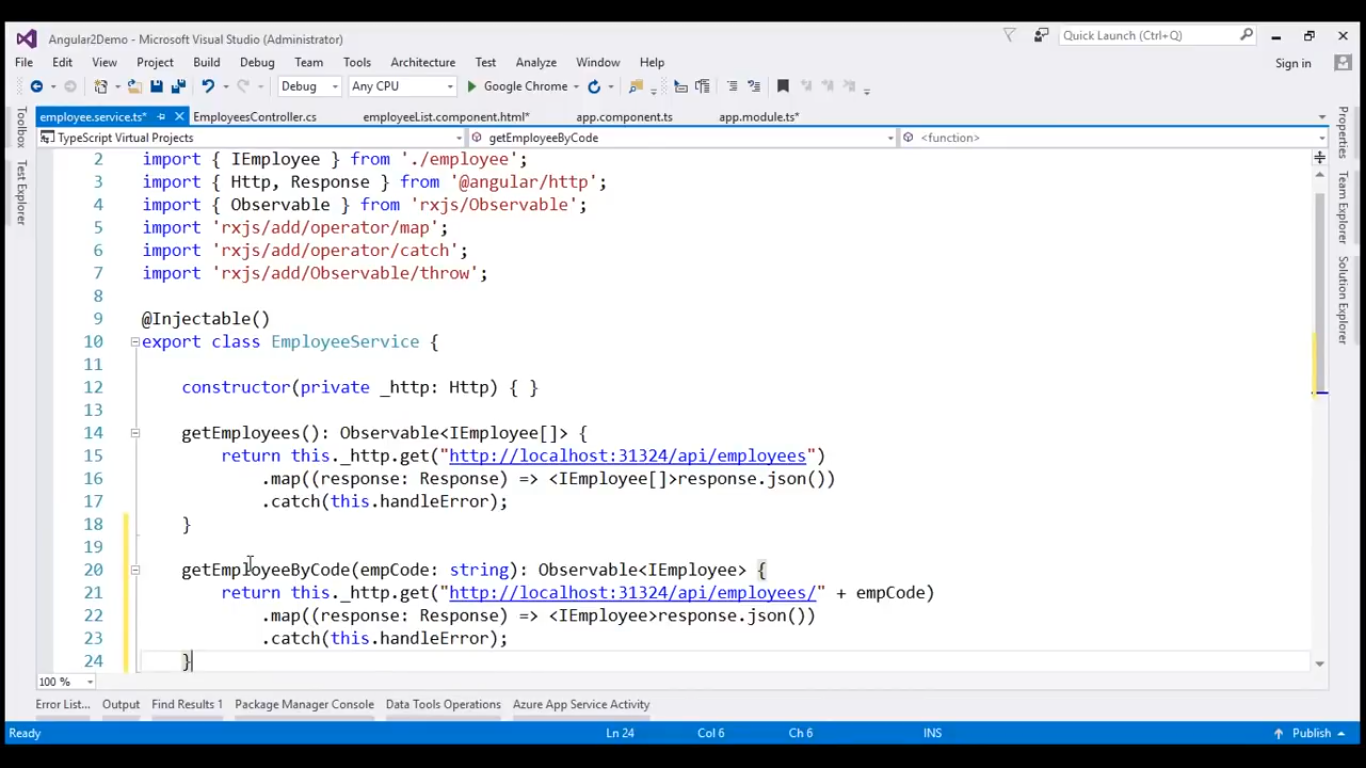 Angular2Demo - Microsoft Visual Studio (Administrator)
Quick Launch (Ctrl+Q)
File Edit View Project Build Debug Team Tools Architecture Test Analyze Window Help
Sign in
Debug Any CPU Google Chrome
employee.service.ts* EmployeesController.cs employeeList.component.html* app.component.ts app.module.ts*
TypeScript Virtual Projects getEmployeeByCode <function>
Toolbox
Test Explorer
Properties
Team Explorer
Solution Explorer
2 import { IEmployee } from './employee';
3 import { Http, Response } from '@angular/http';
4 import { Observable } from 'rxjs/Observable';
5 import 'rxjs/add/operator/map';
6 import 'rxjs/add/operator/catch';
7 import 'rxjs/add/Observable/throw';
8
9 @Injectable()
10 export class EmployeeService {
11
12 constructor(private _http: Http) { }
13
14 getEmployees(): Observable<IEmployee[]> {
15 return this._http.get("http://localhost:31324/api/employees")
16 .map((response: Response) => <IEmployee[]>response.json())
17 .catch(this.handleError);
18 }
19
20 getEmployeeByCode(empCode: string): Observable<IEmployee> {
21 return this._http.get("http://localhost:31324/api/employees/" + empCode)
22 .map((response: Response) => <IEmployee>response.json())
23 .catch(this.handleError);
24 }
100 %
Error List... Output Find Results 1 Package Manager Console Data Tools Operations Azure App Service Activity
Ready Ln 24 Col 6 Ch 6 INS Publish